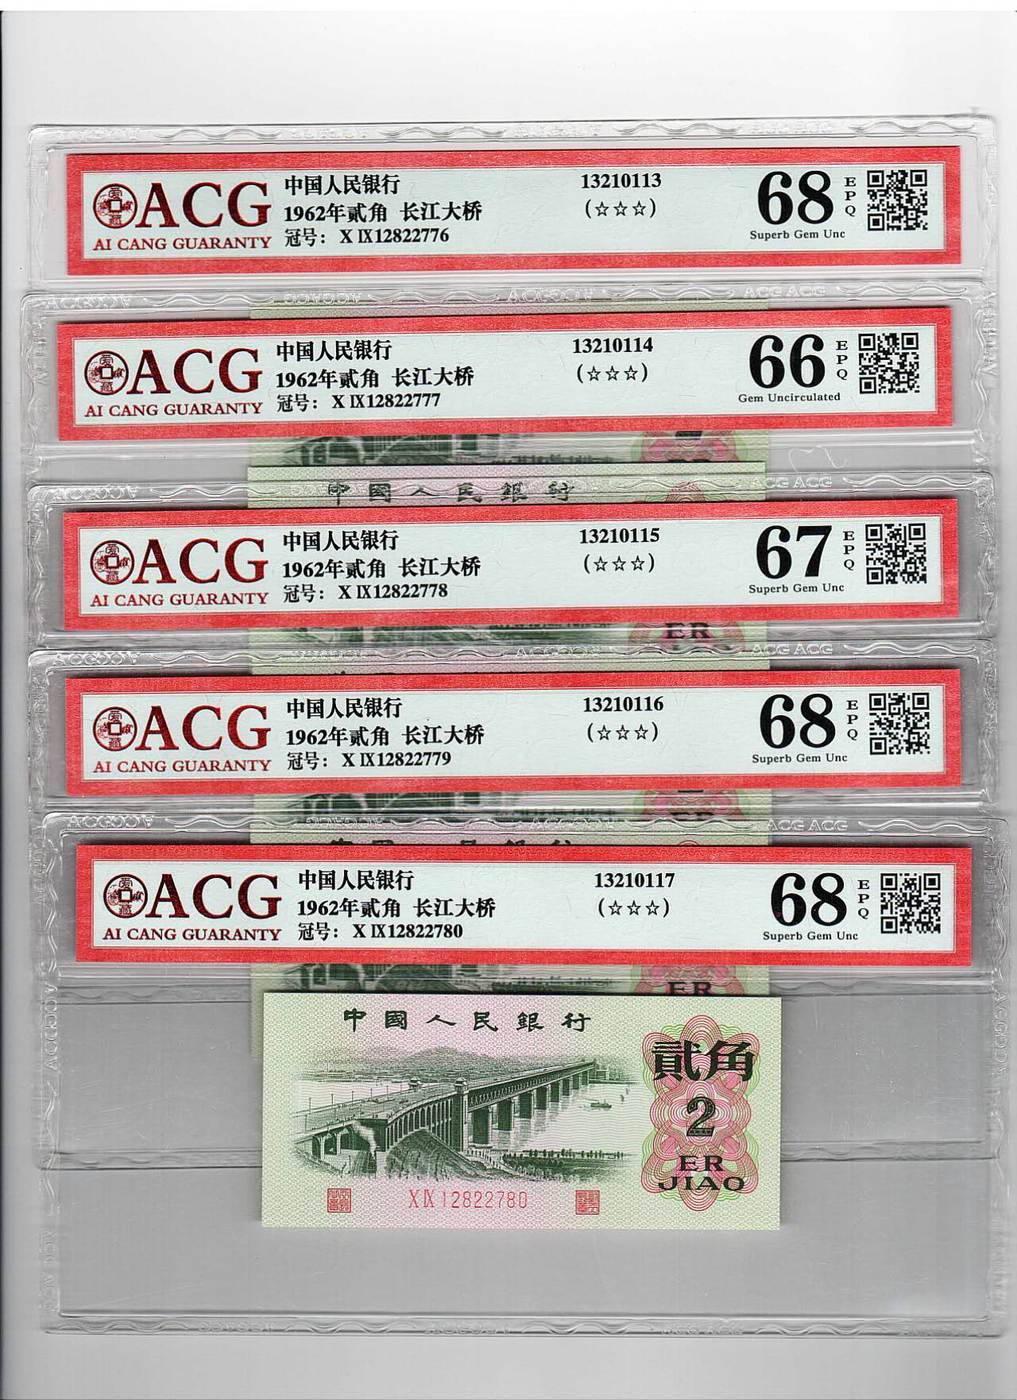 ACG
AI CANG GUARANTY
中国人民银行
1962年贰角 长江大桥
冠号： X IX12822776
13210113
(☆☆☆)
68
EPQ
Superb Gem Unc
ACG
AI CANG GUARANTY
中国人民银行
1962年贰角 长江大桥
冠号： X IX12822777
13210114
(☆☆☆)
66
EPQ
Gem Uncirculated
中國人民銀行
ACG
AI CANG GUARANTY
中国人民银行
1962年贰角 长江大桥
冠号： X IX12822778
13210115
(☆☆☆)
67
EPQ
Superb Gem Unc
ER
ACG
AI CANG GUARANTY
中国人民银行
1962年贰角 长江大桥
冠号： X IX12822779
13210116
(☆☆☆)
68
EPQ
Superb Gem Unc
ACG
AI CANG GUARANTY
中国人民银行
1962年贰角 长江大桥
冠号： X IX12822780
13210117
(☆☆☆)
68
EPQ
Superb Gem Unc
ER
中國人民銀行
貳角
2
ER
JIAO
X IX 12822780